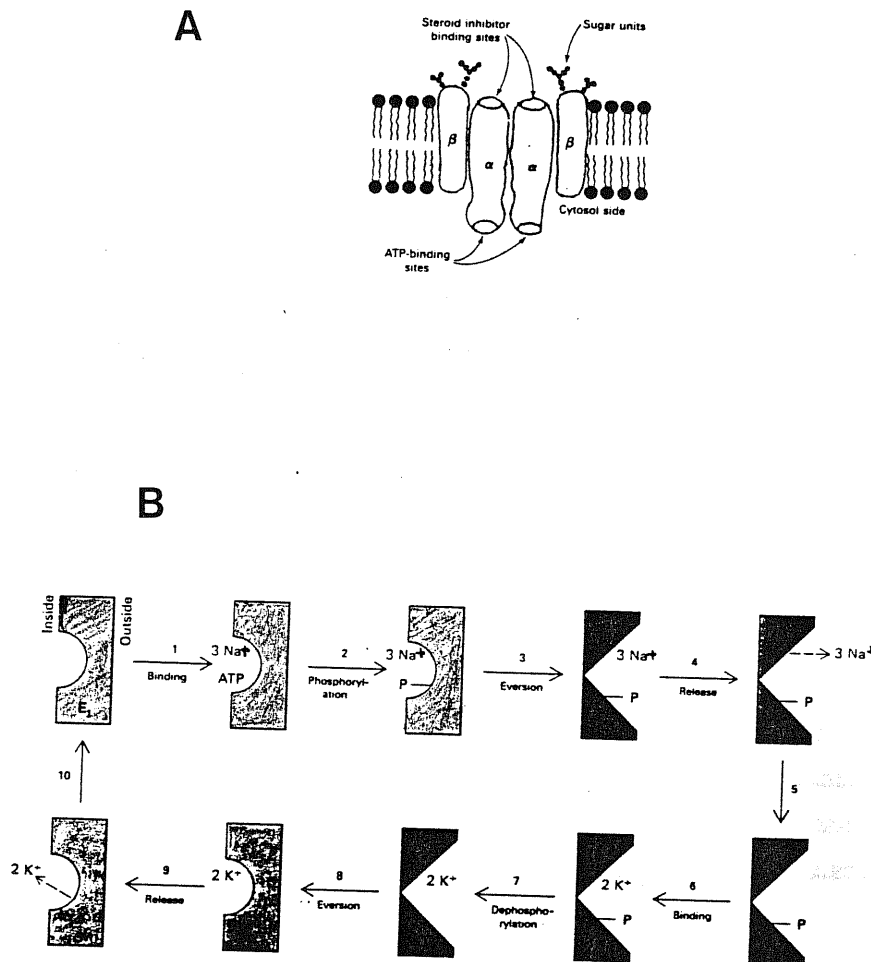 A
Steroid inhibitor
binding sites
Sugar units
β
α
α
β
Cytosol side
ATP-binding
sites
B
Inside
Outside
E₁
1
Binding
3 Na+
ATP
2
Phosphoryl-
ation
3 Na+
P
3
Eversion
3 Na+
P
4
Release
3 Na+
P
5
P
6
Binding
2 K⁺
P
7
Dephospho-
rylation
2 K⁺
8
Eversion
2 K⁺
9
Release
2 K⁺
10